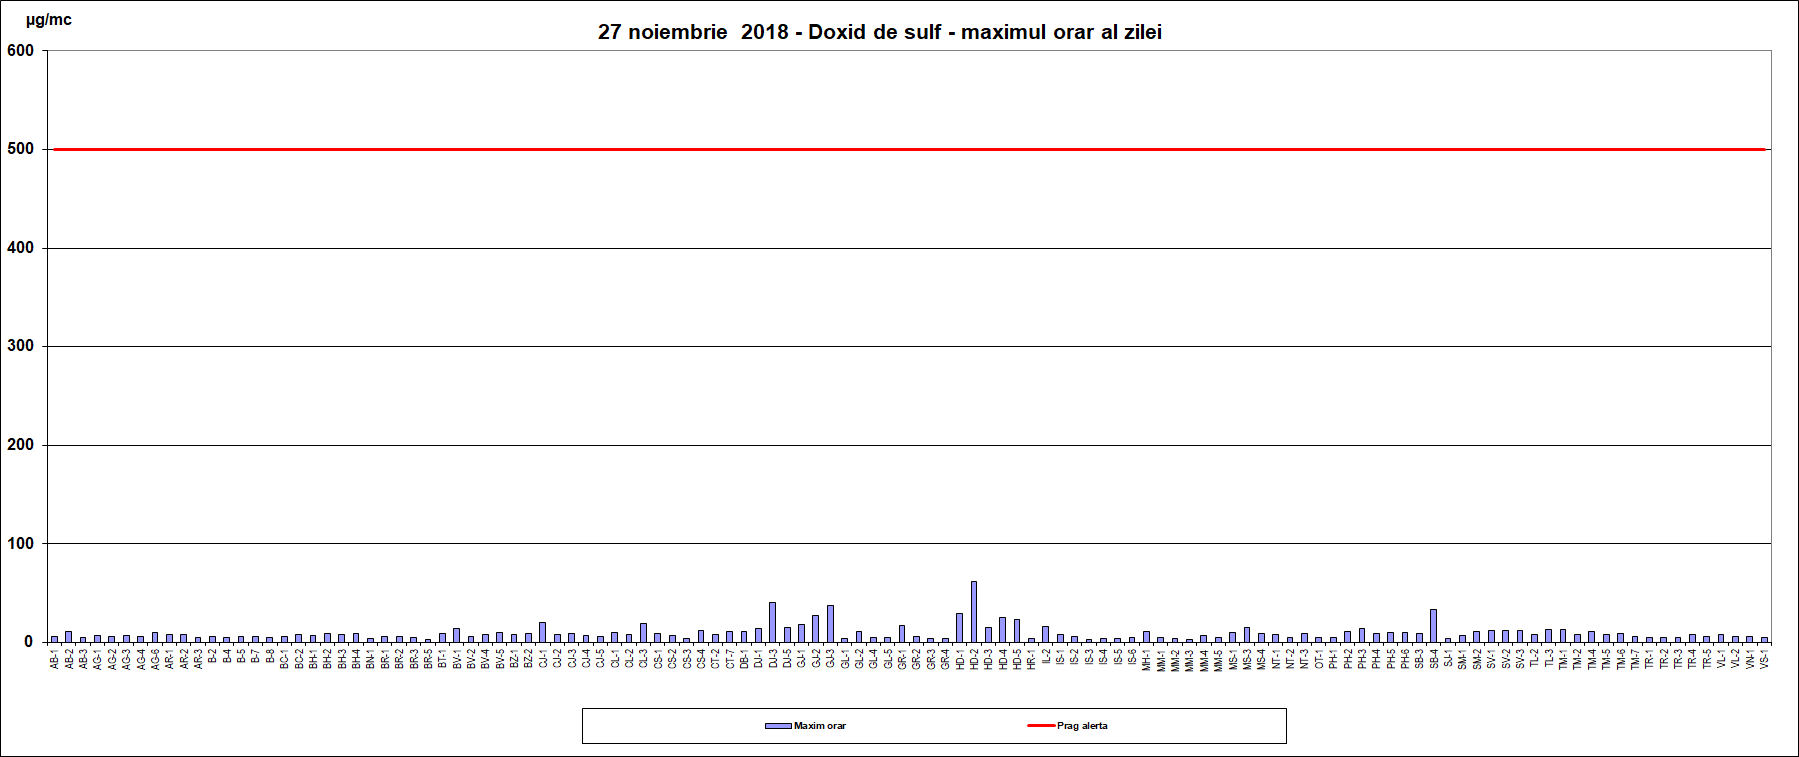 µg/mc
27 noiembrie  2018 - Doxid de sulf - maximul orar al zilei
600
500
400
300
200
100
0
AB-1 AB-2 AB-3 AG-1 AG-2 AG-3 AG-4 AG-6 AR-1 AR-2 AR-3 B-2 B-4 B-5 B-7 B-8 BC-1 BC-2 BH-1 BH-2 BH-3 BH-4 BN-1 BR-1 BR-2 BR-3 BR-5 BT-1 BV-1 BV-2 BV-4 BV-5 BZ-1 BZ-2 CJ-1 CJ-2 CJ-3 CJ-4 CJ-5 CL-1 CL-2 CL-3 CS-1 CS-2 CS-3 CS-4 CT-2 CT-7 DB-1 DJ-1 DJ-3 DJ-5 GJ-1 GJ-2 GJ-3 GL-1 GL-2 GL-4 GL-5 GR-1 GR-2 GR-3 GR-4 HD-1 HD-2 HD-3 HD-4 HD-5 HR-1 IL-2 IS-1 IS-2 IS-3 IS-4 IS-5 IS-6 MH-1 MM-1 MM-2 MM-3 MM-4 MM-5 MS-1 MS-3 MS-4 NT-1 NT-2 NT-3 OT-1 PH-1 PH-2 PH-3 PH-4 PH-5 PH-6 SB-3 SB-4 SJ-1 SM-1 SM-2 SV-1 SV-2 SV-3 TL-2 TL-3 TM-1 TM-2 TM-4 TM-5 TM-6 TM-7 TR-1 TR-2 TR-3 TR-4 TR-5 VL-1 VL-2 VN-1 VS-1
Maxim orar
Prag alerta